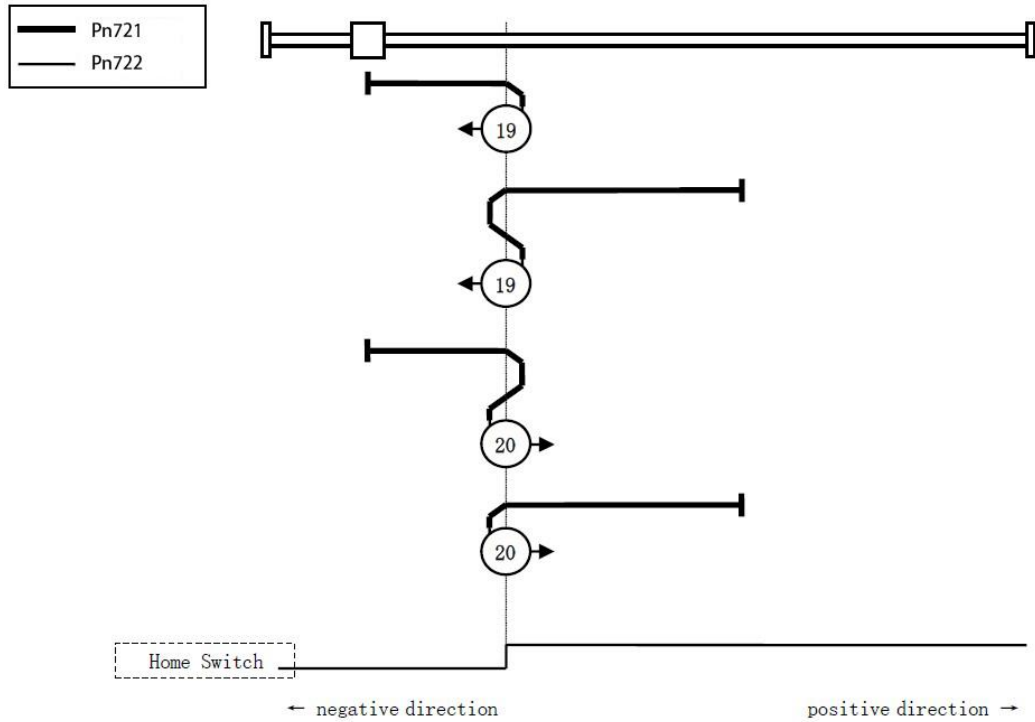 Pn721
Pn722
19
19
20
20
Home Switch
← negative direction
positive direction →